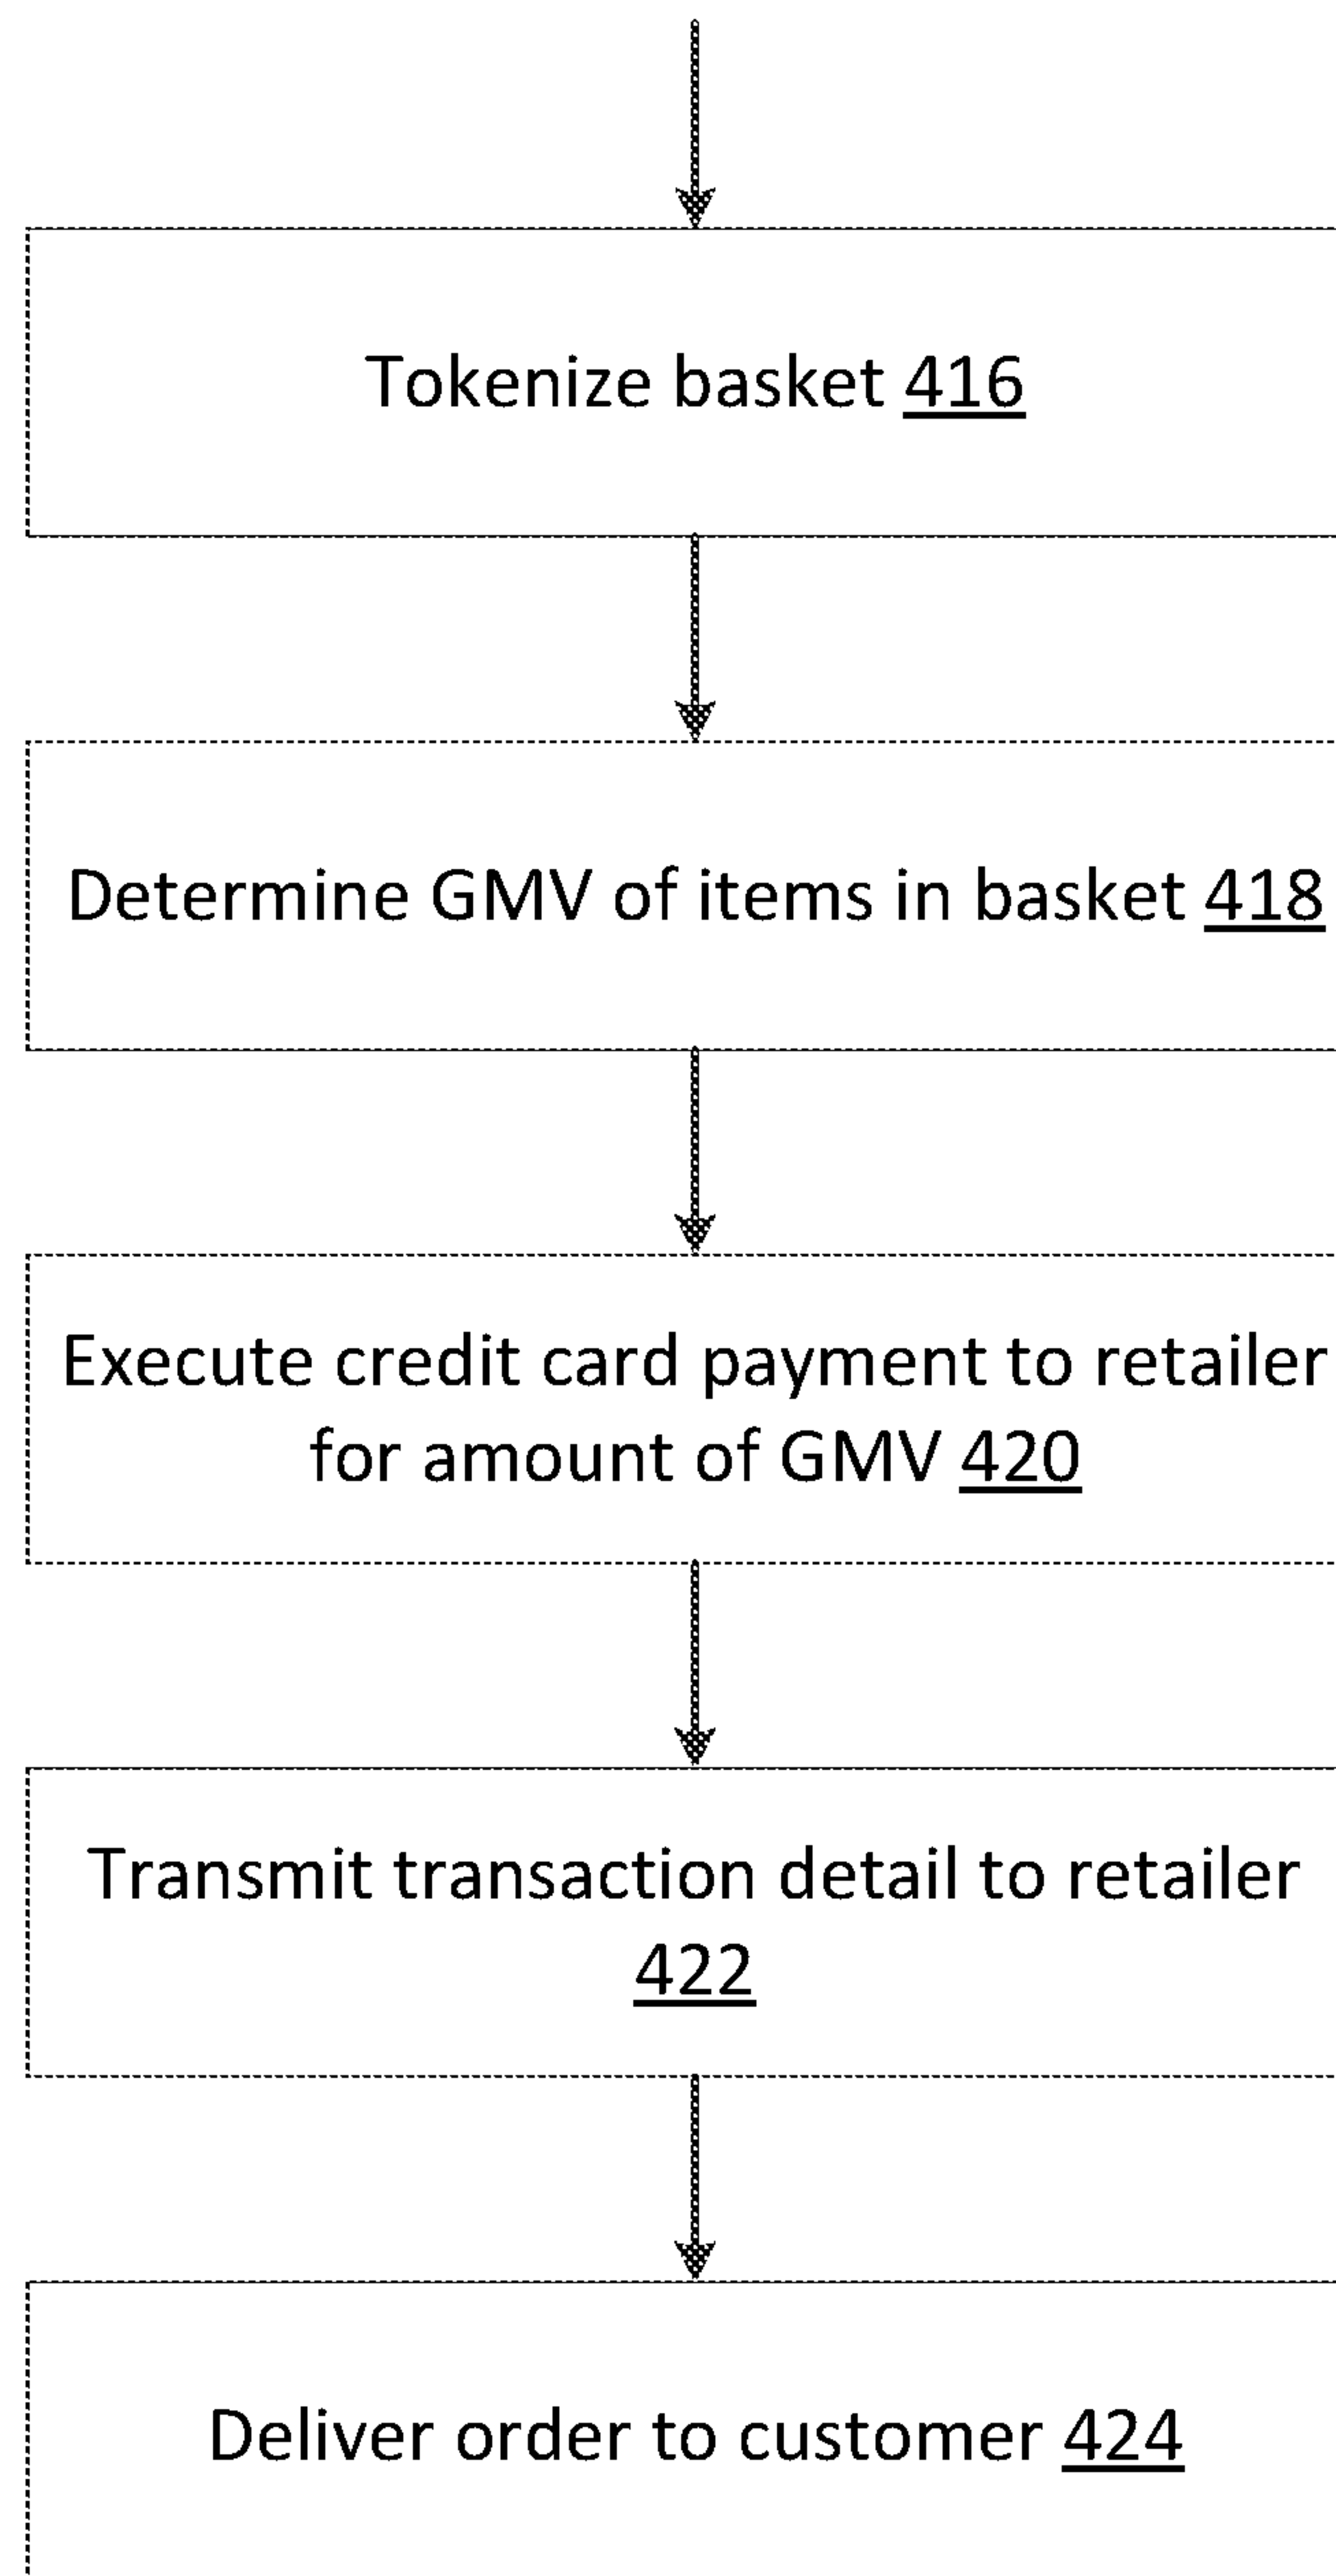 Tokenize basket 416
Determine GMV of items in basket 418
Execute credit card payment to retailer
for amount of GMV 420
Transmit transaction detail to retailer
422
Deliver order to customer 424